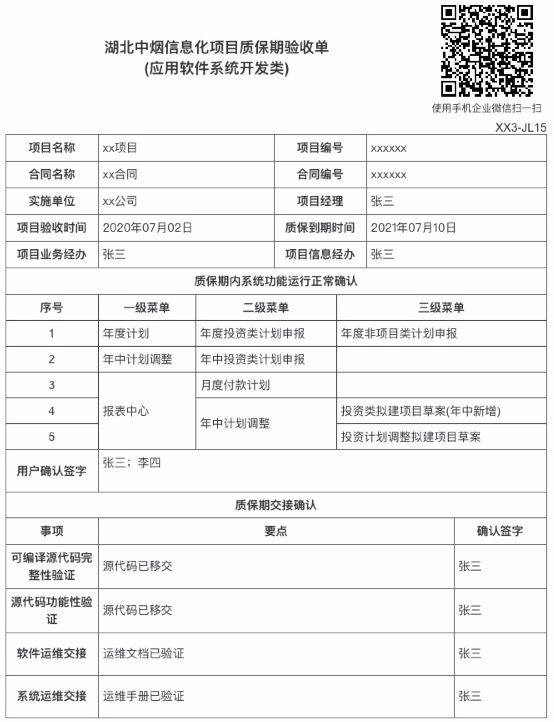 湖北中烟信息化项目质保期验收单
(应用软件系统开发类)
使用手机企业微信扫一扫
XX3-JL15
项目名称 xx项目 项目编号 xxxxxx
合同名称 xx合同 合同编号 xxxxxx
实施单位 xx公司 项目经理 张三
项目验收时间 2020年07月02日 质保到期时间 2021年07月10日
项目业务经办 张三 项目信息经办 张三
质保期内系统功能运行正常确认
序号 一级菜单 二级菜单 三级菜单
1 年度计划 年度投资类计划申报 年度非项目类计划申报
2 年中计划调整 年中投资类计划申报
3 月度付款计划
报表中心
4 投资类拟建项目草案(年中新增)
年中计划调整
5 投资计划调整拟建项目草案
用户确认签字 张三；李四
质保期交接确认
事项 要点 确认签字
可编译源代码完
整性验证 源代码已移交 张三
源代码功能性验
证 源代码已移交 张三
软件运维交接 运维文档已验证 张三
系统运维交接 运维手册已验证 张三